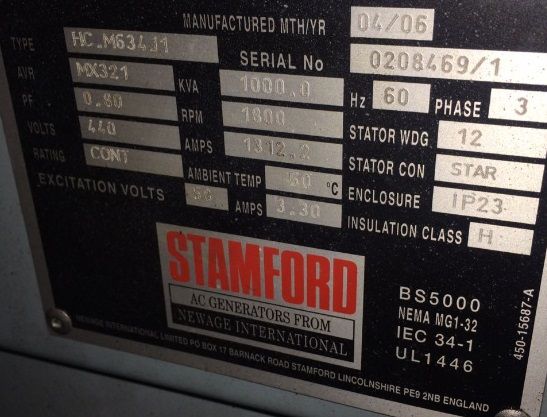 MANUFACTURED MTH/YR 04/06
TYPE HC.M634J1 SERIAL No 0208469/1
AVR MX321 KVA 1000.0 Hz 60 PHASE 3
PF 0.80 RPM 1800 STATOR WDG 12
VOLTS 440 AMPS 1312.2 STATOR CON STAR
RATING CONT AMBIENT TEMP °C ENCLOSURE IP23
EXCITATION VOLTS AMPS 3.30 INSULATION CLASS H
STAMFORD
AC GENERATORS FROM
NEWAGE INTERNATIONAL
BS5000
NEMA MG1-32
IEC 34-1
UL1446
450-15687-A
NEWAGE INTERNATIONAL LIMITED PO BOX 17 BARNACK ROAD STAMFORD LINCOLNSHIRE PE9 2NB ENGLAND